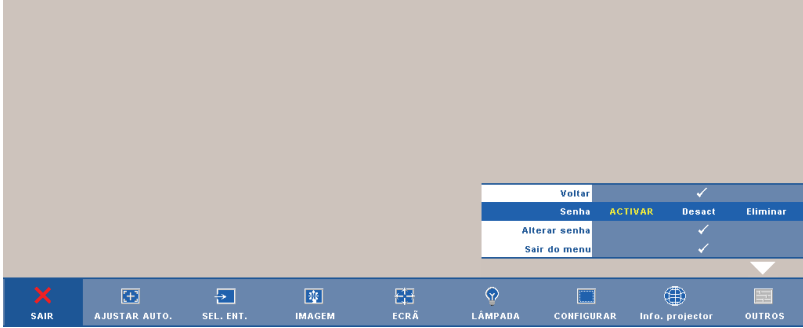 Voltar
Senha ACTIVAR Desact Eliminar
Alterar senha
Sair do menu
SAIR AJUSTAR AUTO. SEL. ENT. IMAGEM ECRÃ LÂMPADA CONFIGURAR Info. projector OUTROS